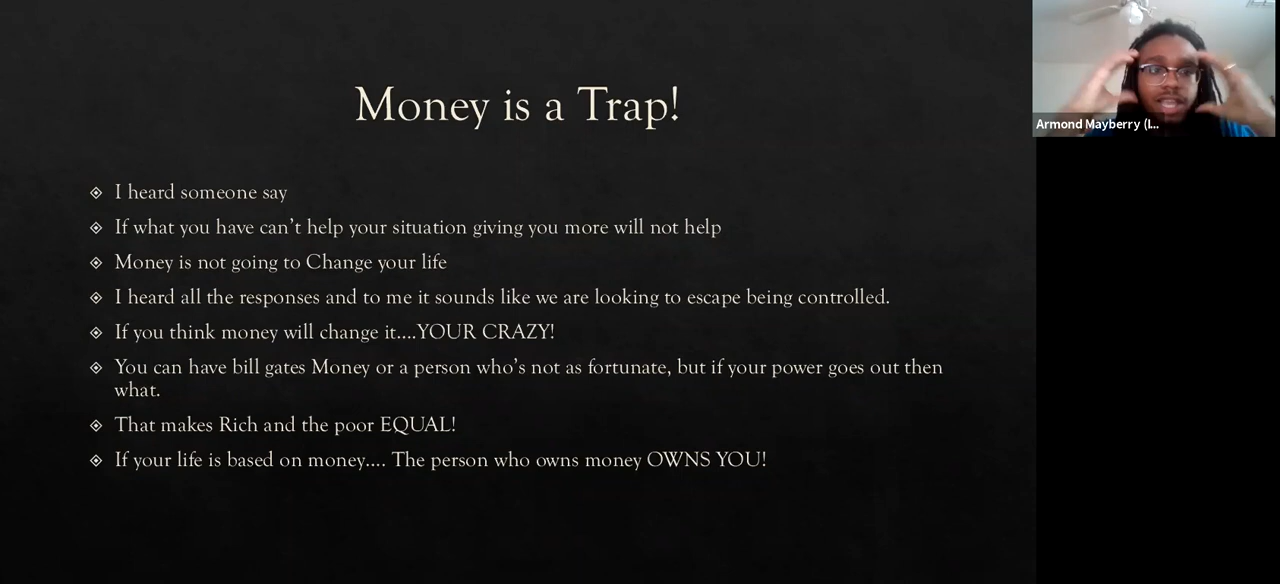 Money is a Trap!
I heard someone say
If what you have can't help your situation giving you more will not help
Money is not going to Change your life
I heard all the responses and to me it sounds like we are looking to escape being controlled.
If you think money will change it....YOUR CRAZY!
You can have bill gates Money or a person who's not as fortunate, but if your power goes out then
what.
That makes Rich and the poor EQUAL!
If your life is based on money.... The person who owns money OWNS YOU!
Armond Mayberry (L...